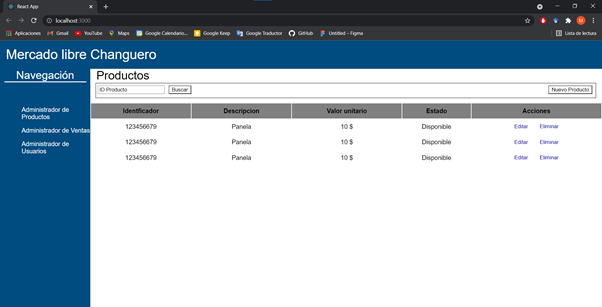 React App
localhost:3000
Aplicaciones Gmail YouTube Maps Google Calendario... Google Keep Google Traductor GitHub Untitled – Figma Lista de lectura
Mercado libre Changuero
Navegación
Administrador de
Productos
Administrador de Ventas
Administrador de
Usuarios
Productos
ID Producto Buscar Nuevo Producto
Identficador Descripcion Valor unitario Estado Acciones
123456679 Panela 10 $ Disponible Editar Eliminar
123456679 Panela 10 $ Disponible Editar Eliminar
123456679 Panela 10 $ Disponible Editar Eliminar